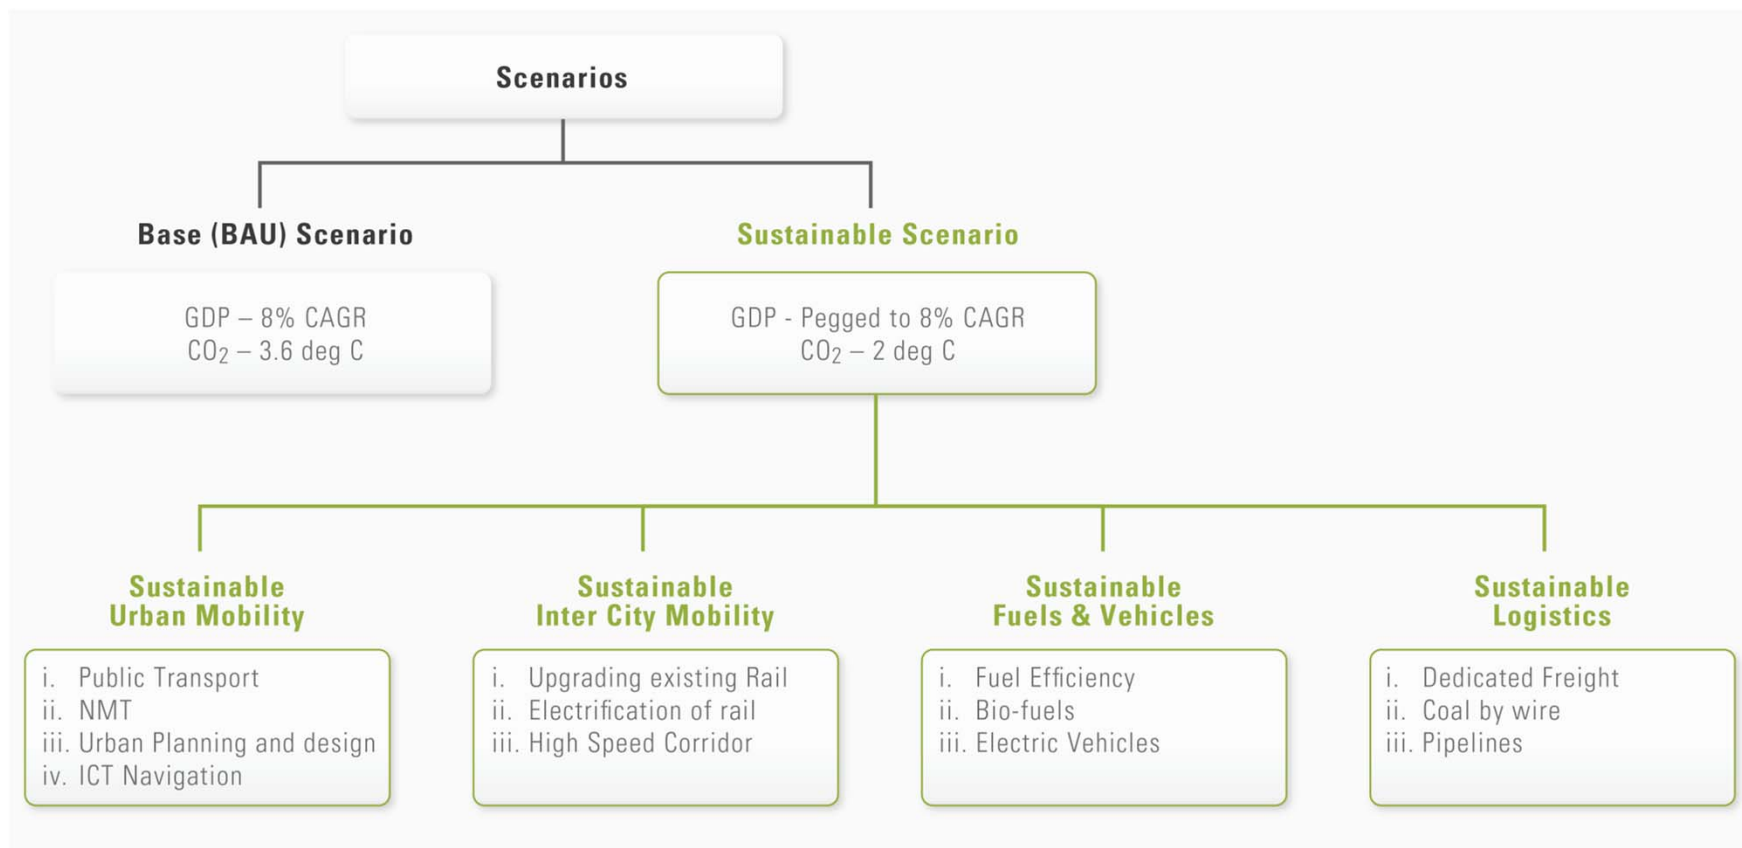 Scenarios
Base (BAU) Scenario
GDP – 8% CAGR
CO₂ – 3.6 deg C
Sustainable Scenario
GDP - Pegged to 8% CAGR
CO₂ – 2 deg C
Sustainable
Urban Mobility
i. Public Transport
ii. NMT
iii. Urban Planning and design
iv. ICT Navigation
Sustainable
Inter City Mobility
i. Upgrading existing Rail
ii. Electrification of rail
iii. High Speed Corridor
Sustainable
Fuels & Vehicles
i. Fuel Efficiency
ii. Bio-fuels
iii. Electric Vehicles
Sustainable
Logistics
i. Dedicated Freight
ii. Coal by wire
iii. Pipelines